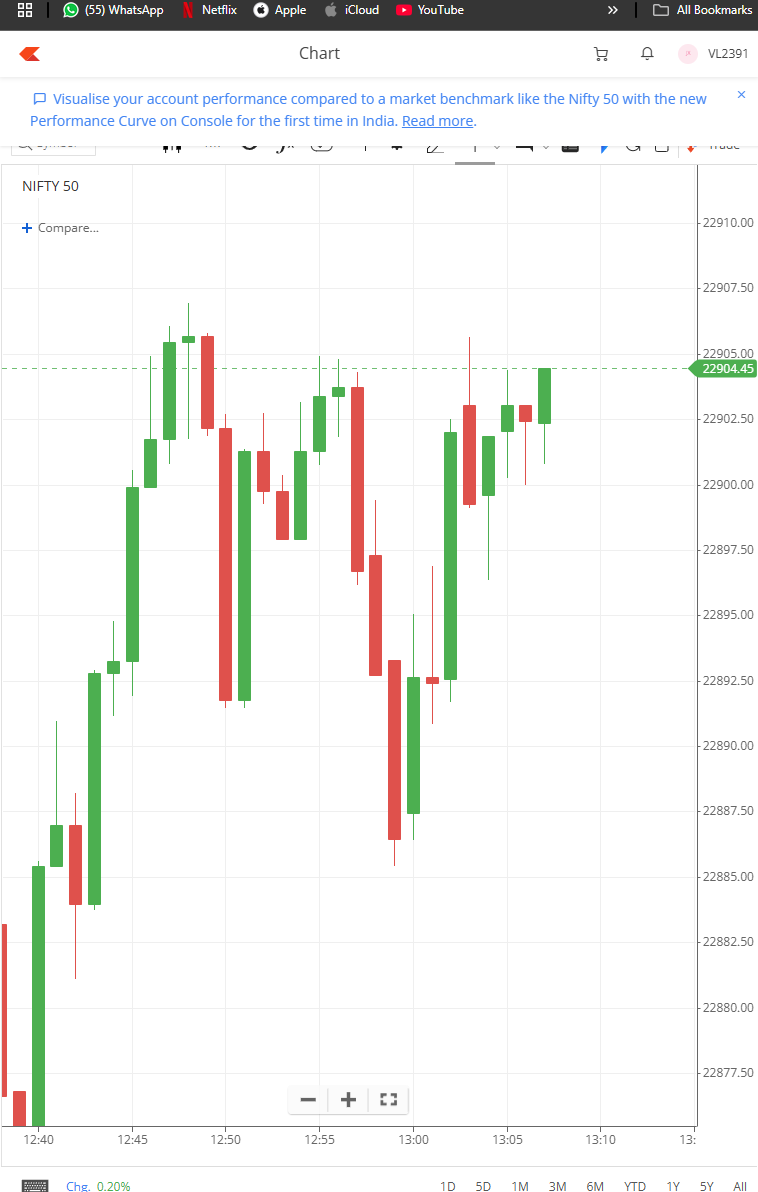 (55) WhatsApp Netflix Apple iCloud YouTube » All Bookmarks
Chart VL2391
Visualise your account performance compared to a market benchmark like the Nifty 50 with the new
Performance Curve on Console for the first time in India. Read more.
NIFTY 50
+ Compare...
22910.00
22907.50
22905.00
22904.45
22902.50
22900.00
22897.50
22895.00
22892.50
22890.00
22887.50
22885.00
22882.50
22880.00
22877.50
12:40 12:45 12:50 12:55 13:00 13:05 13:10 13:
Chg. 0.20% 1D 5D 1M 3M 6M YTD 1Y 5Y All